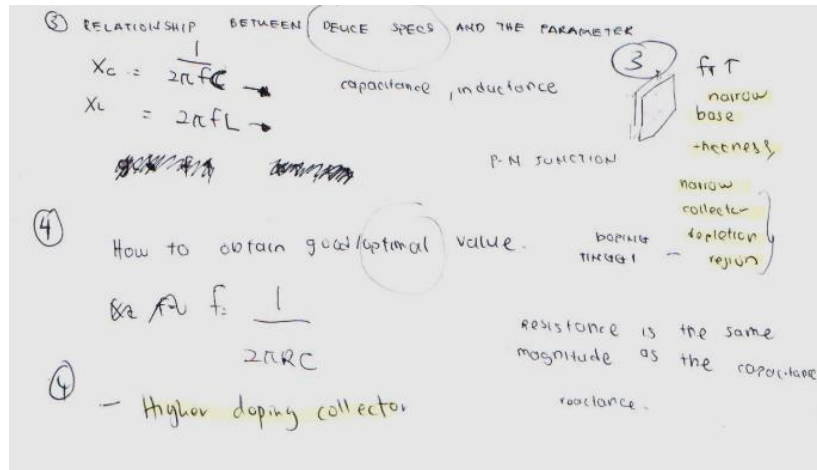 ③ RELATIONSHIP BETWEEN DEVICE SPECS AND THE PARAMETER
Xc = 1 / 2πfC → capacitance, inductance
XL = 2πfL →
③
fT ↑
narrow
base
P-N JUNCTION
narrow
collector
depletion
region
④ How to obtain good/optimal value.
DOPING
TINGGI –
f = 1 / 2πRC
Resistance is the same
magnitude as the capacitance
reactance.
④ – Higher doping collector